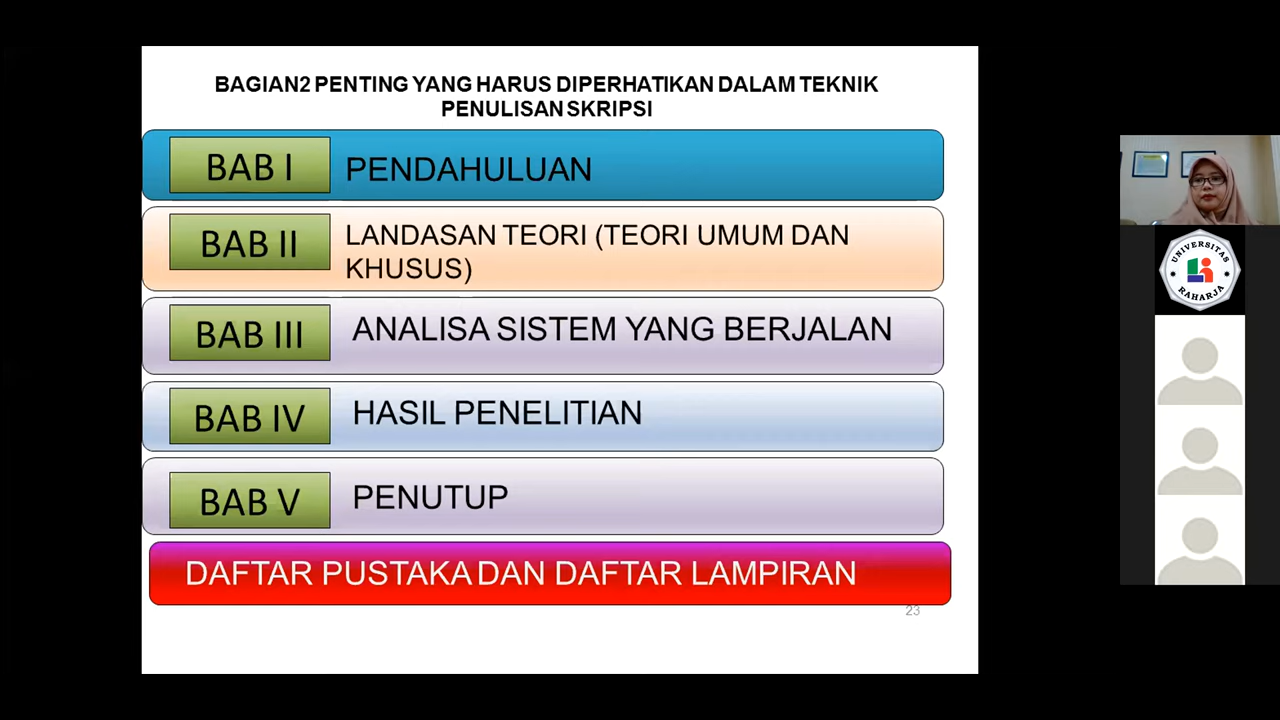 BAGIAN2 PENTING YANG HARUS DIPERHATIKAN DALAM TEKNIK
PENULISAN SKRIPSI
BAB I
PENDAHULUAN
BAB II
LANDASAN TEORI (TEORI UMUM DAN
KHUSUS)
BAB III
ANALISA SISTEM YANG BERJALAN
BAB IV
HASIL PENELITIAN
BAB V
PENUTUP
DAFTAR PUSTAKA DAN DAFTAR LAMPIRAN
23
UNIVERSITAS
RAHARJA